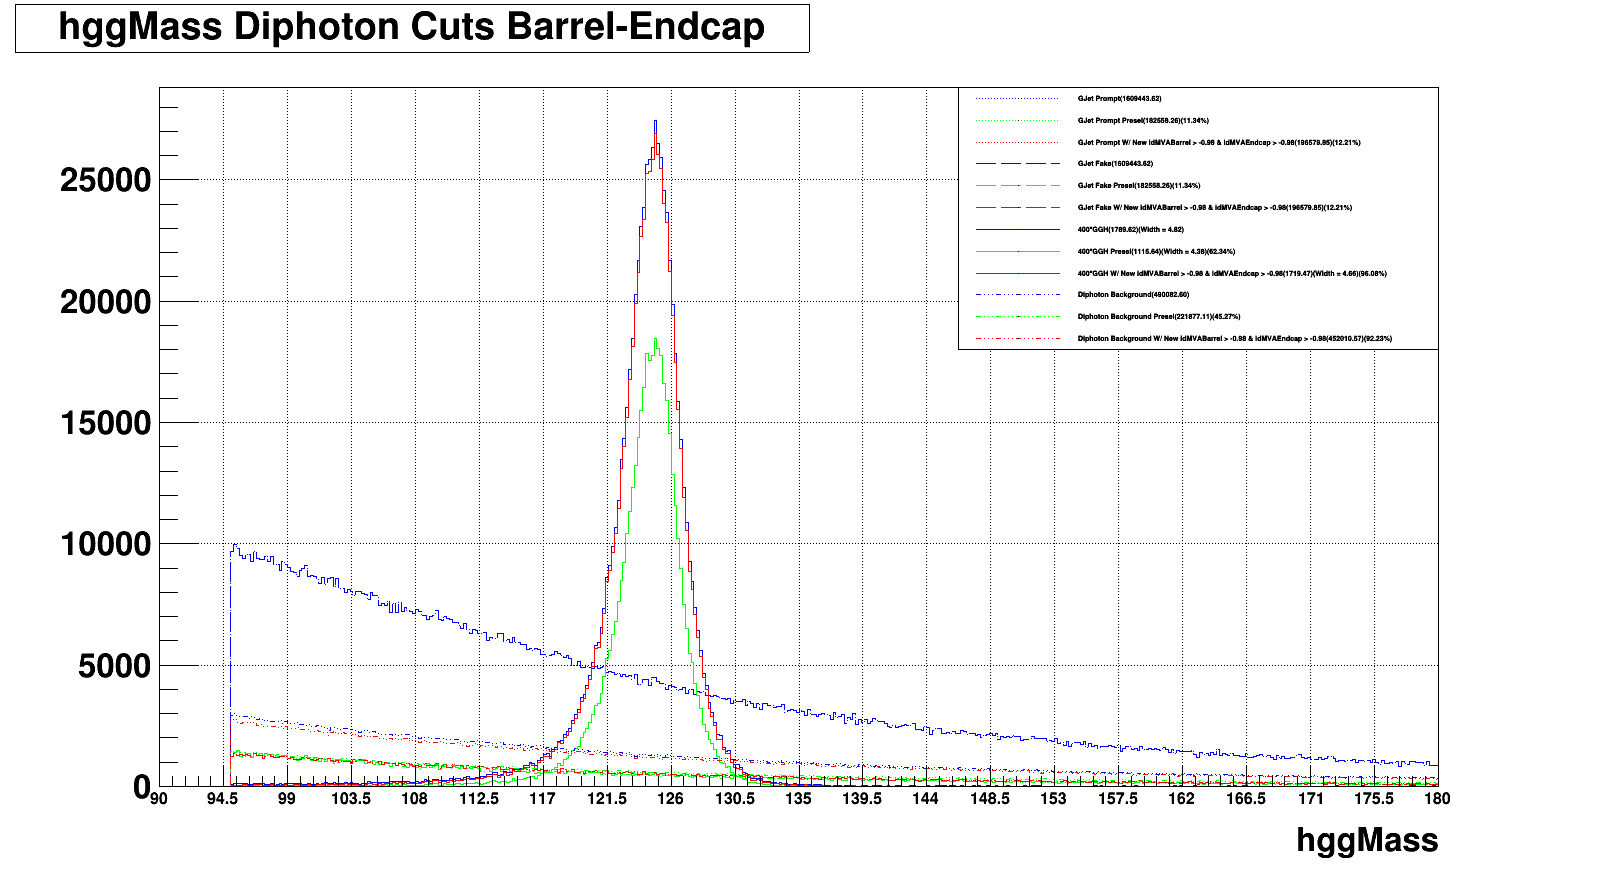 hggMass Diphoton Cuts Barrel-Endcap
GJet Prompt(1609443.62)
GJet Prompt Presel(182558.26)(11.34%)
GJet Prompt W/ New IdMVABarrel > -0.98 & IdMVAEndcap > -0.98(196579.85)(12.21%)
GJet Fake(1609443.62)
GJet Fake Presel(182558.26)(11.34%)
GJet Fake W/ New IdMVABarrel > -0.98 & IdMVAEndcap > -0.98(196579.85)(12.21%)
400*GGH(1789.62)(Width = 4.82)
400*GGH Presel(1115.64)(Width = 4.38)(62.34%)
400*GGH W/ New IdMVABarrel > -0.98 & IdMVAEndcap > -0.98(1719.47)(Width = 4.66)(96.08%)
Diphoton Background(490082.60)
Diphoton Background Presel(221877.11)(45.27%)
Diphoton Background W/ New IdMVABarrel > -0.98 & IdMVAEndcap > -0.98(452010.57)(92.23%)
25000
20000
15000
10000
5000
0
90 94.5 99 103.5 108 112.5 117 121.5 126 130.5 135 139.5 144 148.5 153 157.5 162 166.5 171 175.5 180
hggMass